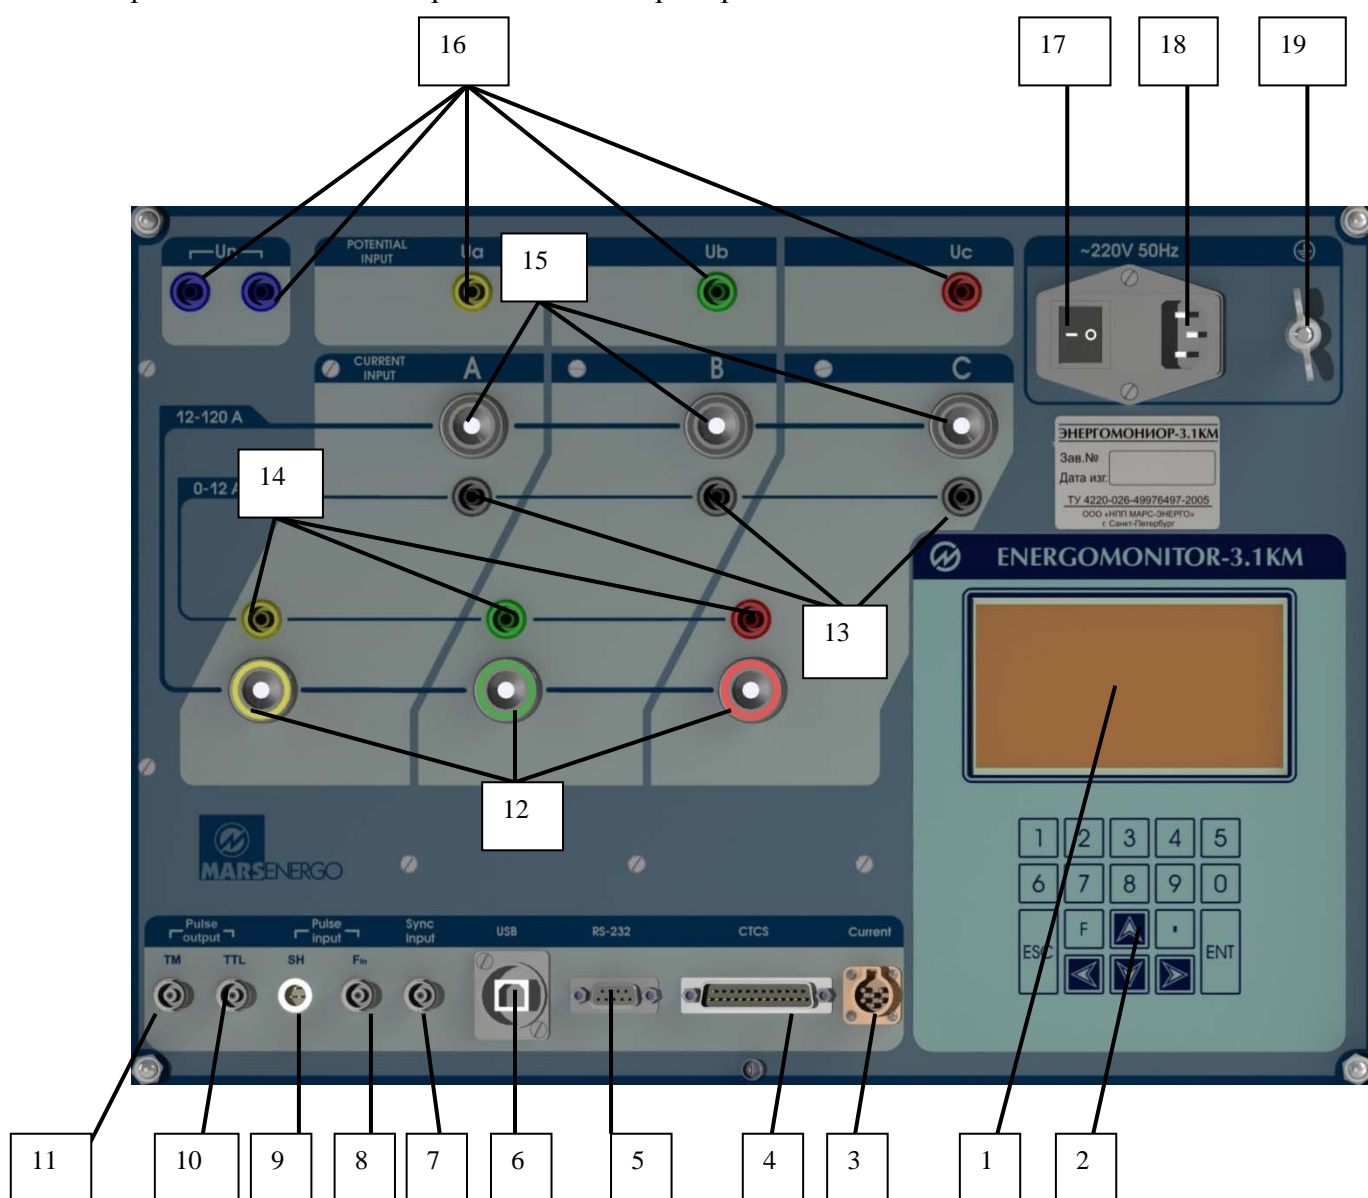 16
17
18
19
Un
POTENTIAL
INPUT
Ua
Ub
Uc
~220V 50Hz
15
CURRENT
INPUT
A
B
C
12-120 A
14
0-12 A
ЭНЕРГОМОНИОР-3.1КМ
Зав.№
Дата изг.
ТУ 4220-026-49976497-2005
ООО «НПП МАРС-ЭНЕРГО»
г. Санкт-Петербург
ENERGOMONITOR-3.1KM
13
12
MARSENERGO
1 2 3 4 5
6 7 8 9 0
ESC F ENT
Pulse
output
Pulse
input
Sync
input
USB
RS-232
CTCS
Current
TM
TTL
SH
Fin
11
10
9
8
7
6
5
4
3
1
2